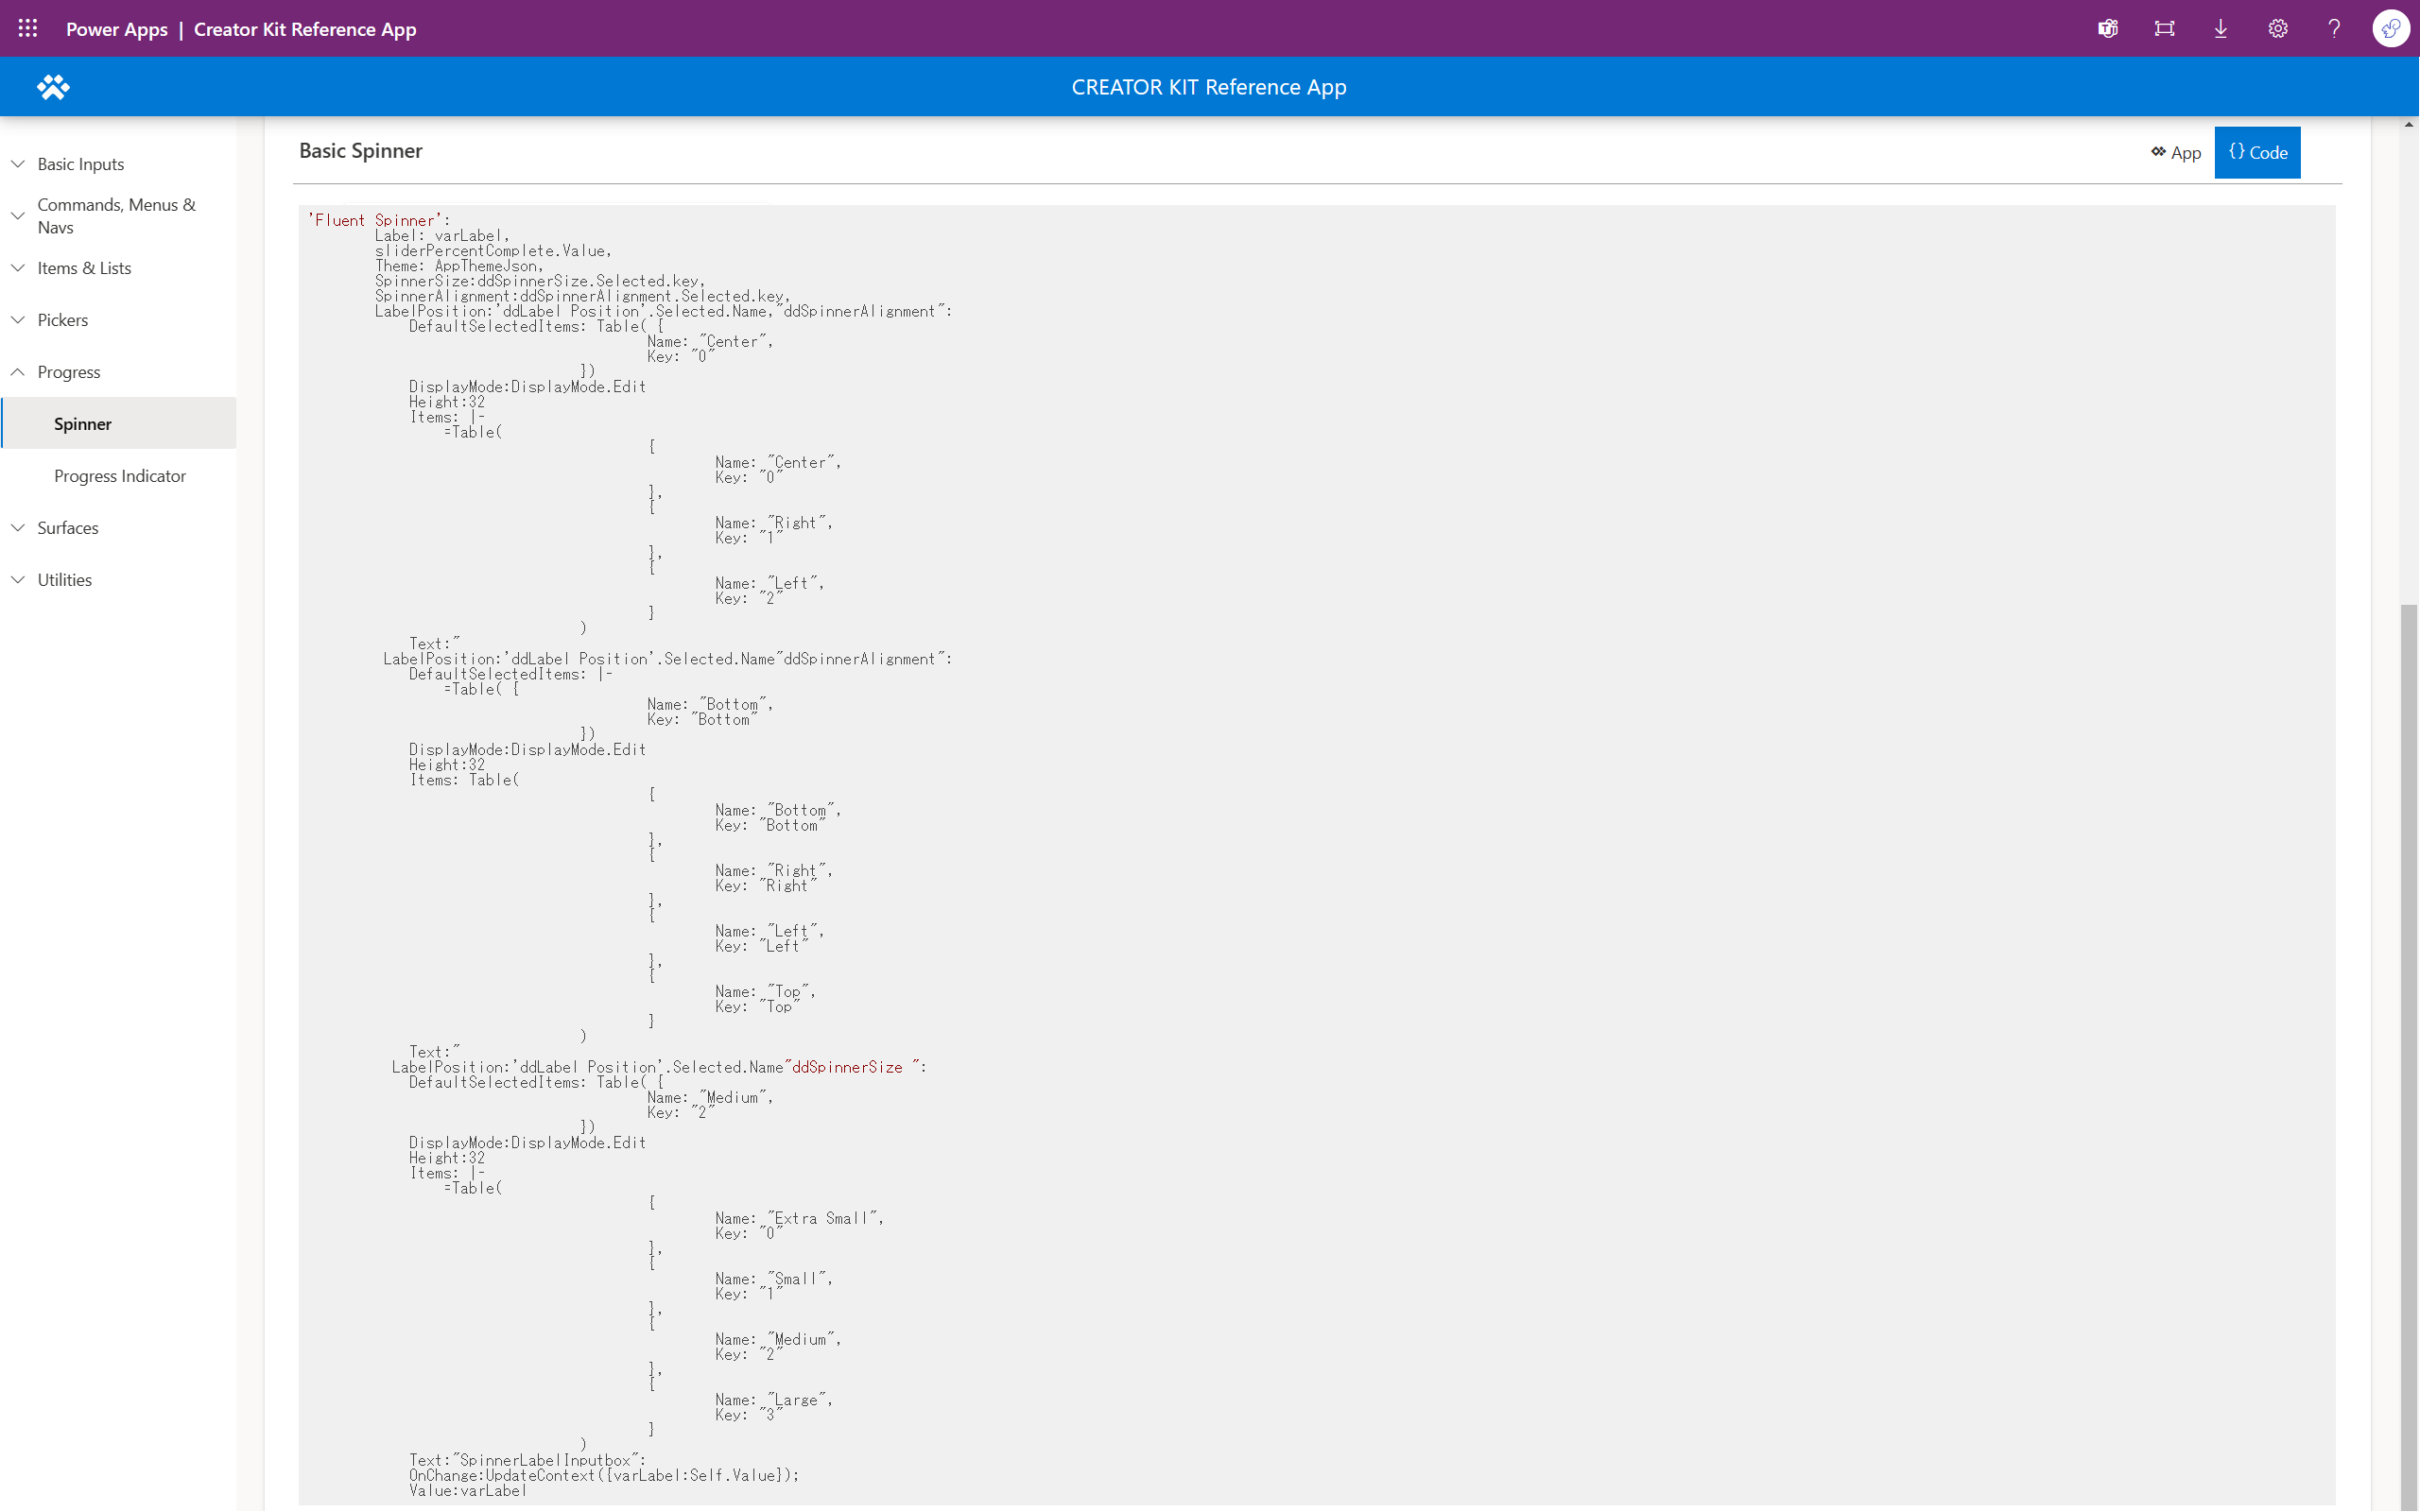 Power Apps | Creator Kit Reference App
CREATOR KIT Reference App
Basic Inputs
Commands, Menus &
Navs
Items & Lists
Pickers
Progress
Spinner
Progress Indicator
Surfaces
Utilities
Basic Spinner
App
{} Code
'Fluent Spinner':
Label: varLabel,
sliderPercentComplete.Value,
Theme: AppThemeJson,
SpinnerSize:ddSpinnerSize.Selected.key,
SpinnerAlignment:ddSpinnerAlignment.Selected.key,
LabelPosition:'ddLabel Position'.Selected.Name,"ddSpinnerAlignment":
DefaultSelectedItems: Table( {
Name: "Center",
Key: "0"
})
DisplayMode:DisplayMode.Edit
Height:32
Items: |-
=Table(
{
Name: "Center",
Key: "0"
},
{
Name: "Right",
Key: "1"
},
{
Name: "Left",
Key: "2"
}
)
Text:"
LabelPosition:'ddLabel Position'.Selected.Name"ddSpinnerAlignment":
DefaultSelectedItems: |-
=Table( {
Name: "Bottom",
Key: "Bottom"
})
DisplayMode:DisplayMode.Edit
Height:32
Items: Table(
{
Name: "Bottom",
Key: "Bottom"
},
{
Name: "Right",
Key: "Right"
},
{
Name: "Left",
Key: "Left"
},
{
Name: "Top",
Key: "Top"
}
)
Text:"
LabelPosition:'ddLabel Position'.Selected.Name"ddSpinnerSize ":
DefaultSelectedItems: Table( {
Name: "Medium",
Key: "2"
})
DisplayMode:DisplayMode.Edit
Height:32
Items: |-
=Table(
{
Name: "Extra Small",
Key: "0"
},
{
Name: "Small",
Key: "1"
},
{
Name: "Medium",
Key: "2"
},
{
Name: "Large",
Key: "3"
}
)
Text:"SpinnerLabelInputbox":
OnChange:UpdateContext({varLabel:Self.Value});
Value:varLabel